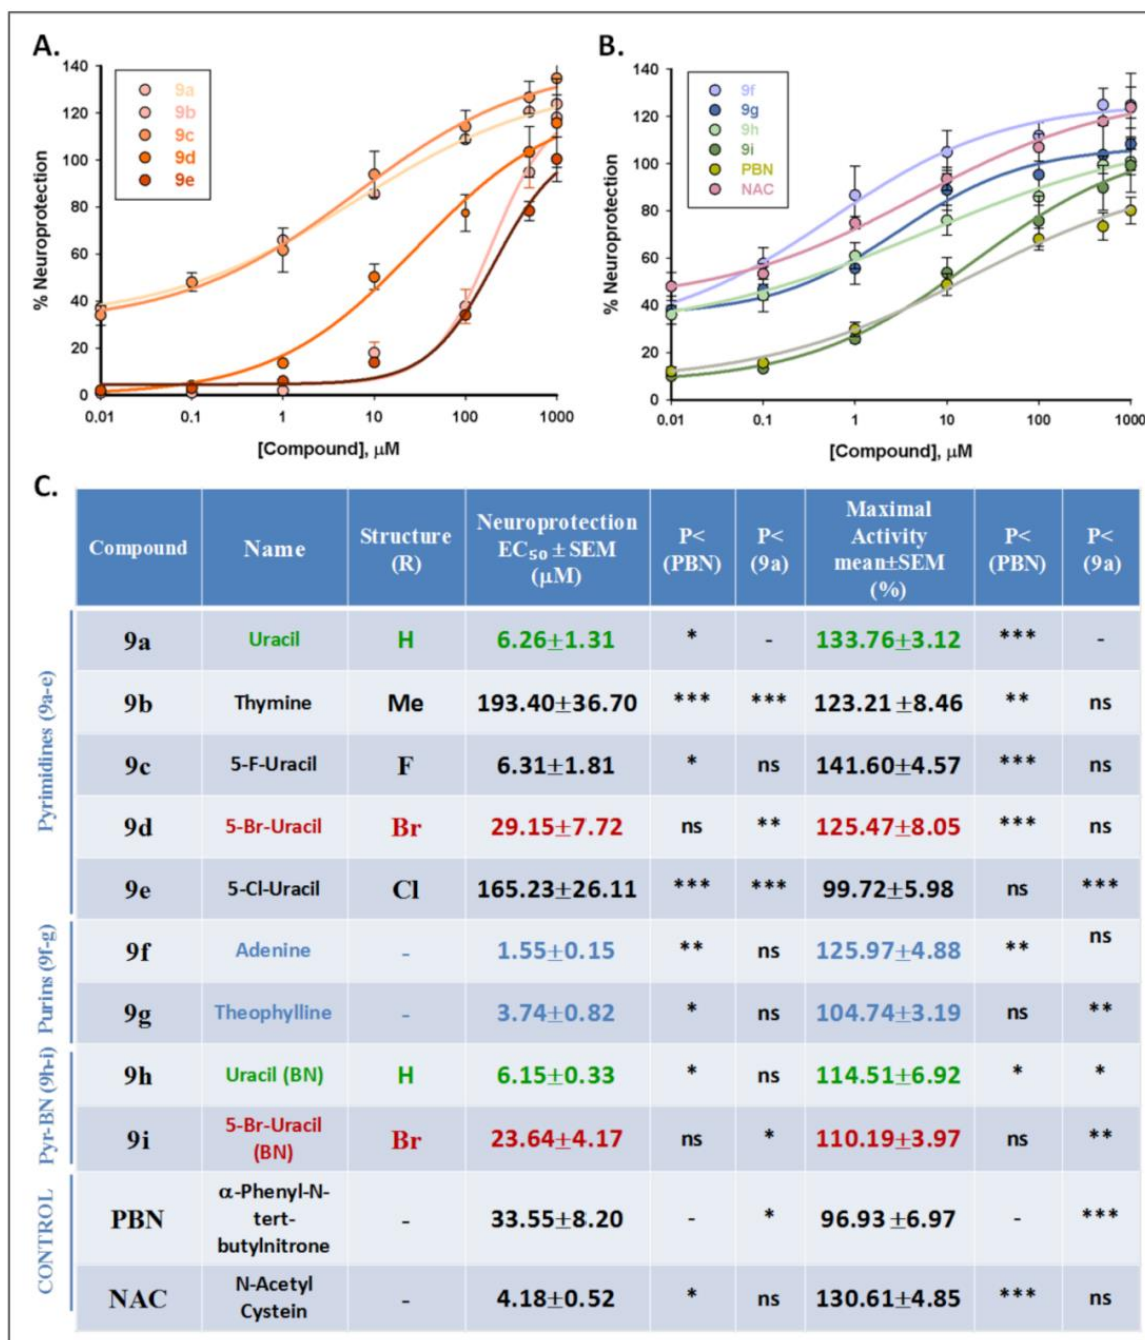 A.
140
120
100
80
60
40
20
0
% Neuroprotection
9a
9b
9c
9d
9e
0.01 0.1 1 10 100 1000
[Compound], μM
B.
140
120
100
80
60
40
20
0
% Neuroprotection
9f
9g
9h
9i
PBN
NAC
0.01 0.1 1 10 100 1000
[Compound], μM
C.
Compound Name Structure (R) Neuroprotection EC₅₀ ± SEM (μM) P< (PBN) P< (9a) Maximal Activity mean±SEM (%) P< (PBN) P< (9a)
Pyrimidines (9a-e)
9a Uracil H 6.26±1.31 * - 133.76±3.12 *** -
9b Thymine Me 193.40±36.70 *** *** 123.21 ±8.46 ** ns
9c 5-F-Uracil F 6.31±1.81 * ns 141.60±4.57 *** ns
9d 5-Br-Uracil Br 29.15±7.72 ns ** 125.47±8.05 *** ns
9e 5-Cl-Uracil Cl 165.23±26.11 *** *** 99.72±5.98 ns ***
Purins (9f-g)
9f Adenine - 1.55±0.15 ** ns 125.97±4.88 ** ns
9g Theophylline - 3.74±0.82 * ns 104.74±3.19 ns **
Pyr-BN (9h-i)
9h Uracil (BN) H 6.15±0.33 * ns 114.51±6.92 * *
9i 5-Br-Uracil (BN) Br 23.64±4.17 ns * 110.19±3.97 ns **
CONTROL
PBN α-Phenyl-N-tert-butylnitrone - 33.55±8.20 - * 96.93 ±6.97 - ***
NAC N-Acetyl Cystein - 4.18±0.52 * ns 130.61±4.85 *** ns